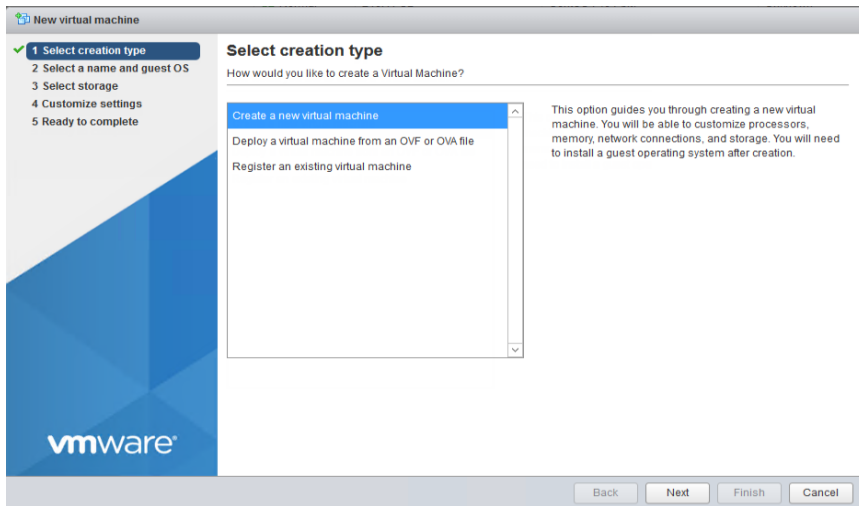 New virtual machine
1 Select creation type
2 Select a name and guest OS
3 Select storage
4 Customize settings
5 Ready to complete
Select creation type
How would you like to create a Virtual Machine?
Create a new virtual machine
Deploy a virtual machine from an OVF or OVA file
Register an existing virtual machine
This option guides you through creating a new virtual
machine. You will be able to customize processors,
memory, network connections, and storage. You will need
to install a guest operating system after creation.
vmware®
Back
Next
Finish
Cancel